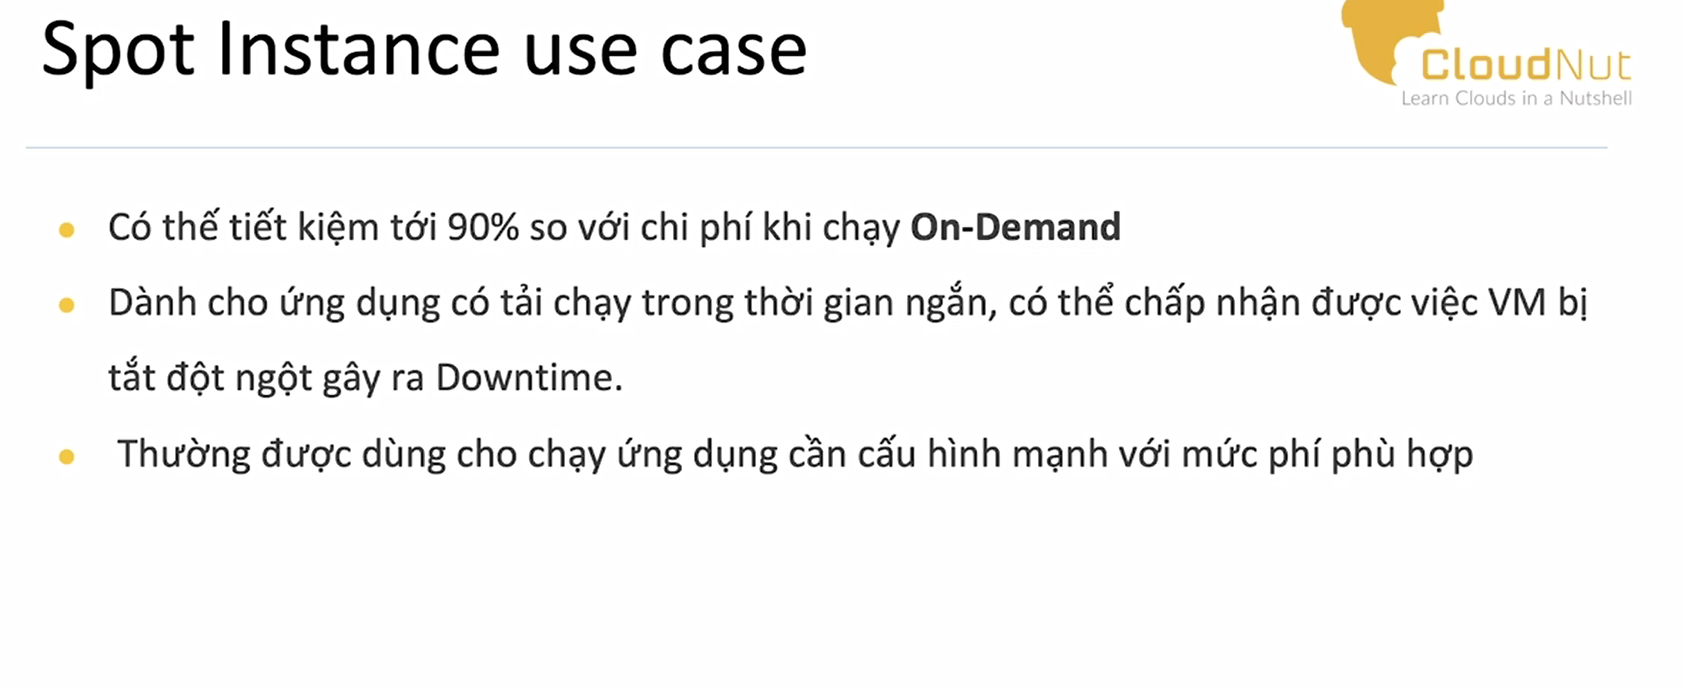 Spot Instance use case
CloudNut
Learn Clouds in a Nutshell
Có thể tiết kiệm tới 90% so với chi phí khi chạy On-Demand
Dành cho ứng dụng có tải chạy trong thời gian ngắn, có thể chấp nhận được việc VM bị
tắt đột ngột gây ra Downtime.
Thường được dùng cho chạy ứng dụng cần cấu hình mạnh với mức phí phù hợp